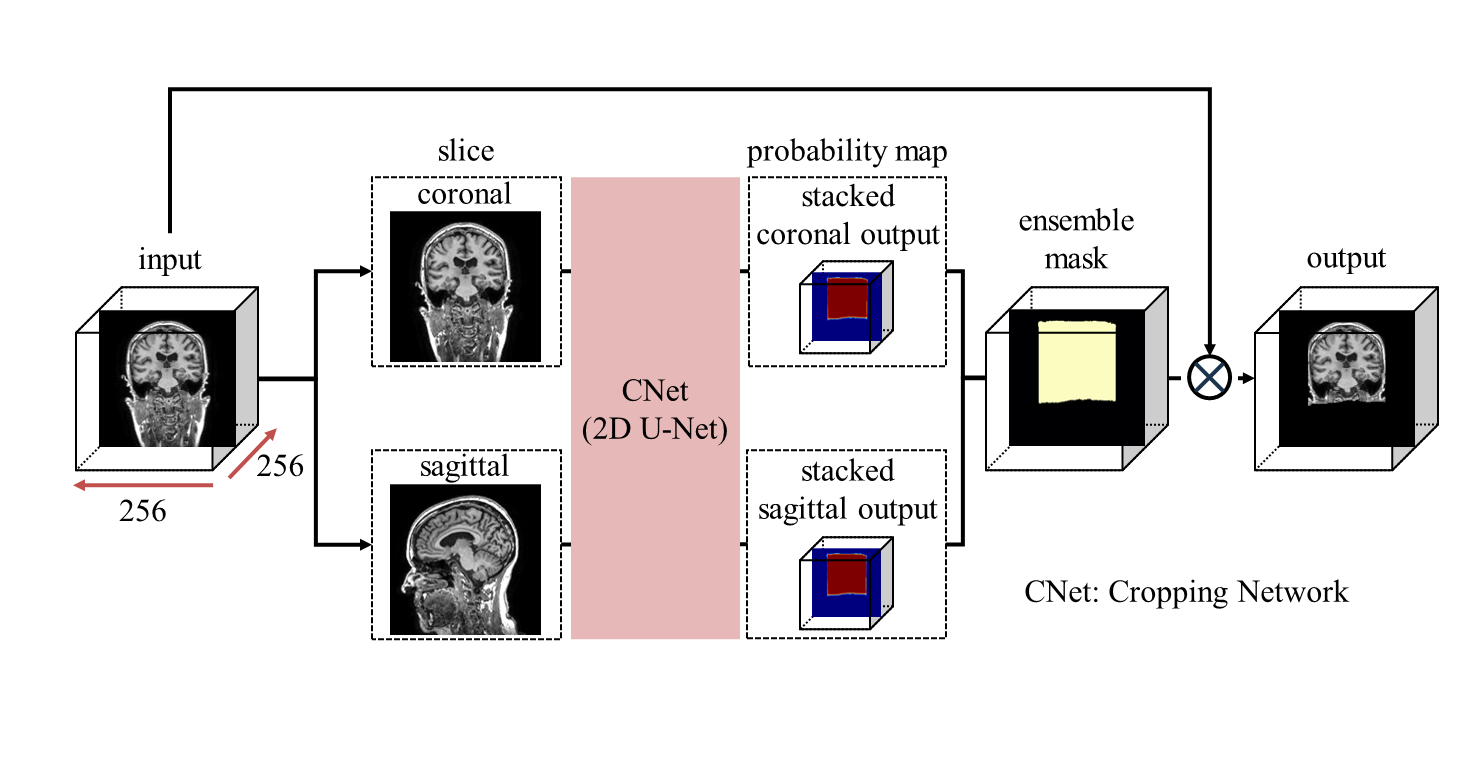 input
256
256
slice
coronal
sagittal
CNet
(2D U-Net)
probability map
stacked
coronal output
stacked
sagittal output
ensemble
mask
output
CNet: Cropping Network